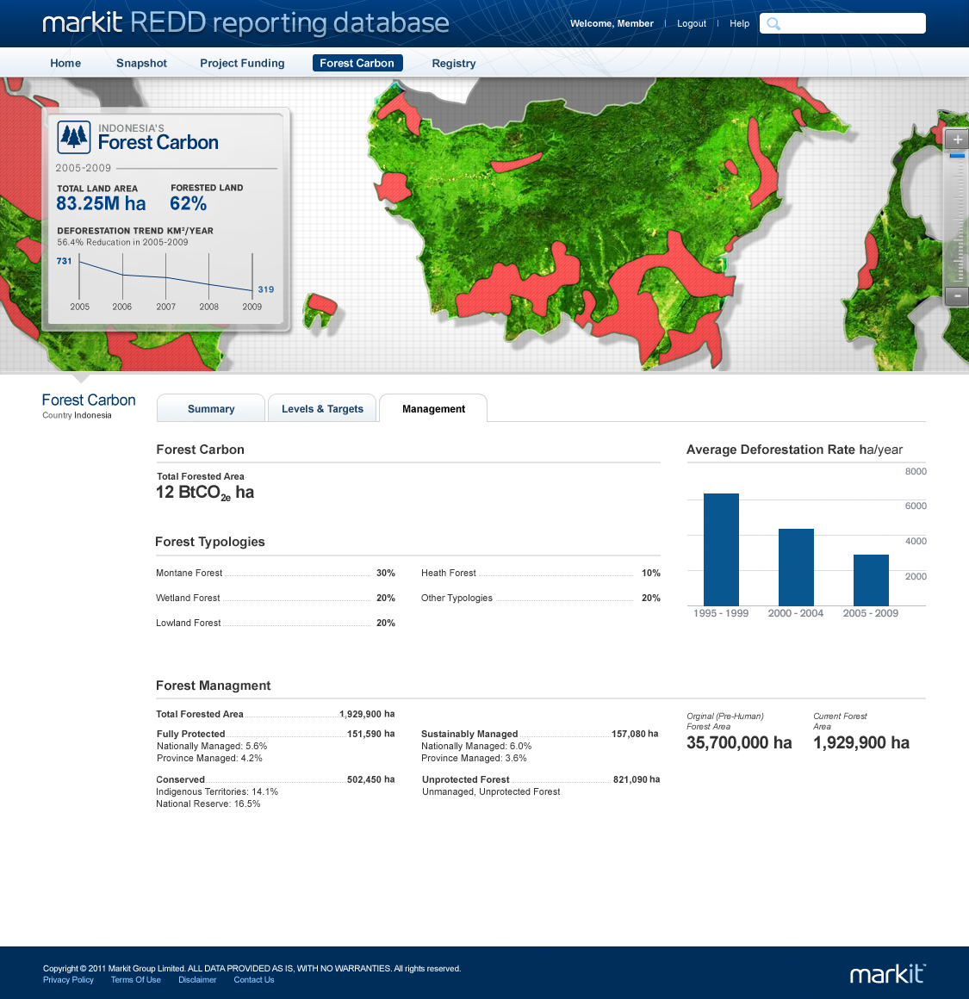 markit REDD reporting database
Welcome, Member | Logout | Help
Home Snapshot Project Funding Forest Carbon Registry
INDONESIA'S
Forest Carbon
2005-2009
TOTAL LAND AREA
83.25M ha
FORESTED LAND
62%
DEFORESTATION TREND KM²/YEAR
56.4% Reducation in 2005-2009
731
319
2005 2006 2007 2008 2009
+
-
Forest Carbon
Country Indonesia
Summary Levels & Targets Management
Forest Carbon
Total Forested Area
12 BtCO2e ha
Forest Typologies
Montane Forest 30%
Heath Forest 10%
Wetland Forest 20%
Other Typologies 20%
Lowland Forest 20%
Average Deforestation Rate ha/year
8000
6000
4000
2000
1995 - 1999 2000 - 2004 2005 - 2009
Forest Managment
Total Forested Area 1,929,900 ha
Fully Protected 151,590 ha
Nationally Managed: 5.6%
Province Managed: 4.2%
Conserved 502,450 ha
Indigenous Territories: 14.1%
National Reserve: 16.5%
Sustainably Managed 157,080 ha
Nationally Managed: 6.0%
Province Managed: 3.6%
Unprotected Forest 821,090 ha
Unmanaged, Unprotected Forest
Orginal (Pre-Human)
Forest Area
35,700,000 ha
Current Forest
Area
1,929,900 ha
Copyright © 2011 Markit Group Limited. ALL DATA PROVIDED AS IS, WITH NO WARRANTIES. All rights reserved.
Privacy Policy Terms Of Use Disclaimer Contact Us
markit™